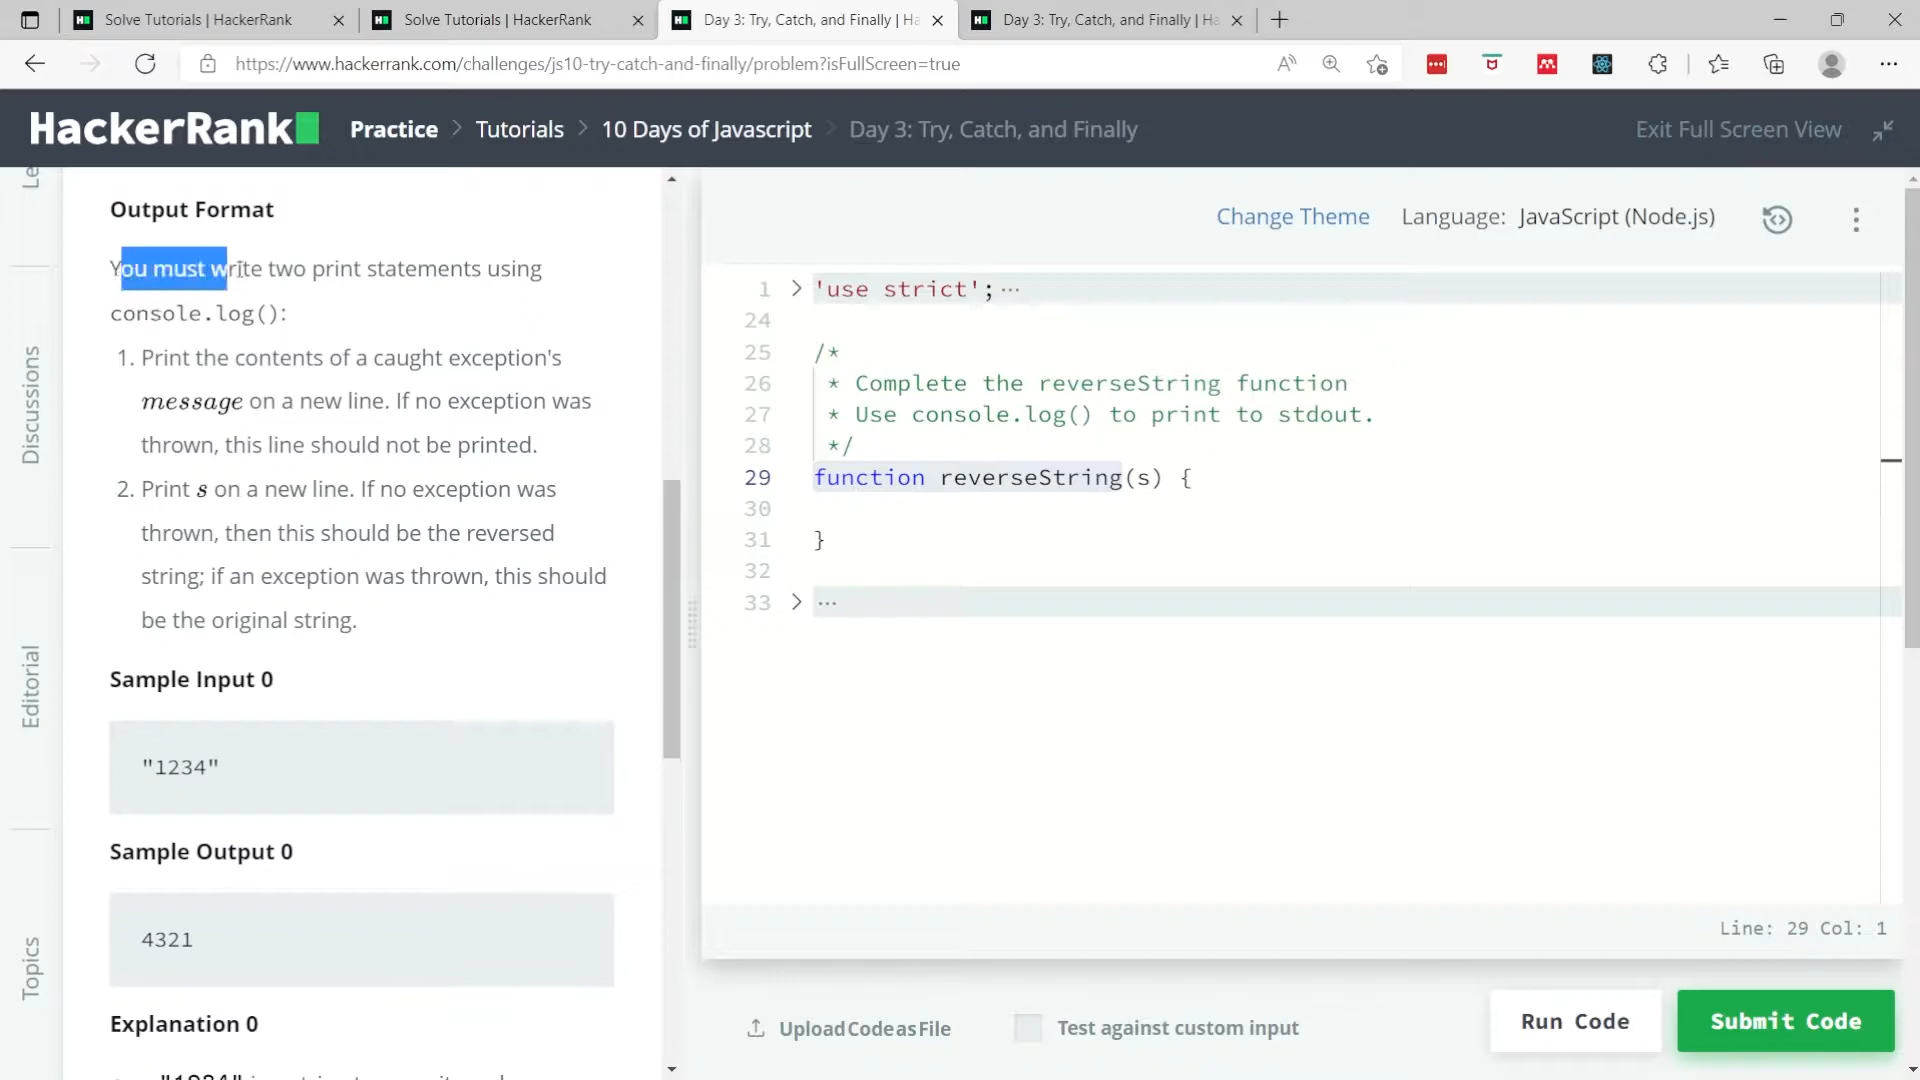 Solve Tutorials | HackerRank
Solve Tutorials | HackerRank
Day 3: Try, Catch, and Finally | Ha
Day 3: Try, Catch, and Finally | Ha
https://www.hackerrank.com/challenges/js10-try-catch-and-finally/problem?isFullScreen=true
HackerRank
Practice > Tutorials > 10 Days of Javascript > Day 3: Try, Catch, and Finally
Exit Full Screen View
Le
Discussions
Editorial
Topics
Output Format
You must write two print statements using
console.log():
1. Print the contents of a caught exception's
message on a new line. If no exception was
thrown, this line should not be printed.
2. Print s on a new line. If no exception was
thrown, then this should be the reversed
string; if an exception was thrown, this should
be the original string.
Sample Input 0
"1234"
Sample Output 0
4321
Explanation 0
Change Theme
Language: JavaScript (Node.js)
1 'use strict'; ...
24
25 /*
26 * Complete the reverseString function
27 * Use console.log() to print to stdout.
28 */
29 function reverseString(s) {
30
31 }
32
33 ...
Line: 29 Col: 1
Upload Code as File
Test against custom input
Run Code
Submit Code